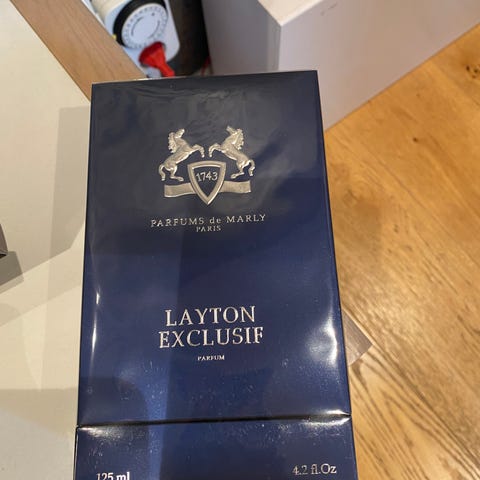 1743
PARFUMS de MARLY
PARIS
LAYTON
EXCLUSIF
PARFUM
125 ml
4.2 fl.Oz